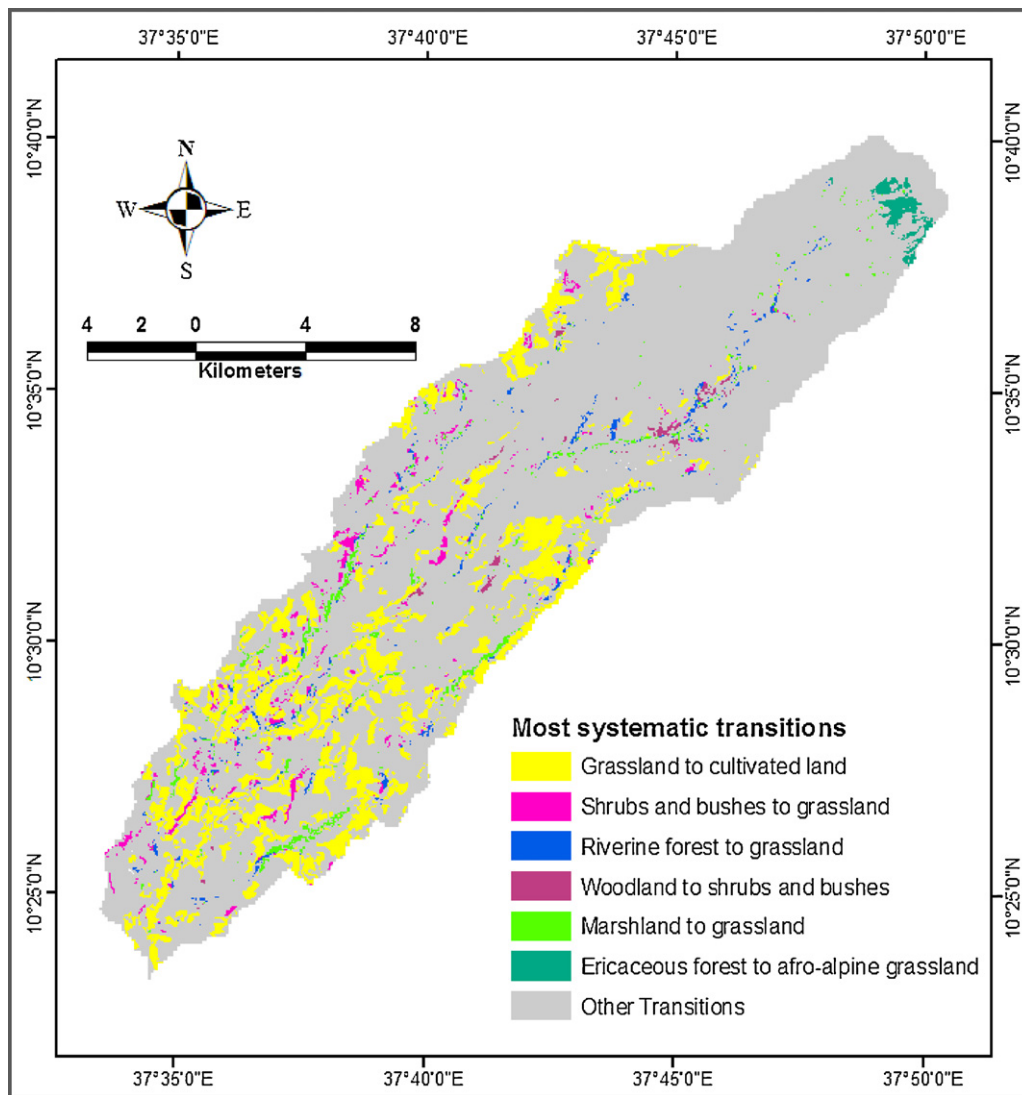 37°35'0"E 37°40'0"E 37°45'0"E 37°50'0"E
10°40'0"N 10°40'0"N
N
W E
S
4 2 0 4 8
Kilometers
10°35'0"N 10°35'0"N
10°30'0"N 10°30'0"N
Most systematic transitions
Grassland to cultivated land
Shrubs and bushes to grassland
Riverine forest to grassland
Woodland to shrubs and bushes
Marshland to grassland
Ericaceous forest to afro-alpine grassland
Other Transitions
10°25'0"N 10°25'0"N
37°35'0"E 37°40'0"E 37°45'0"E 37°50'0"E